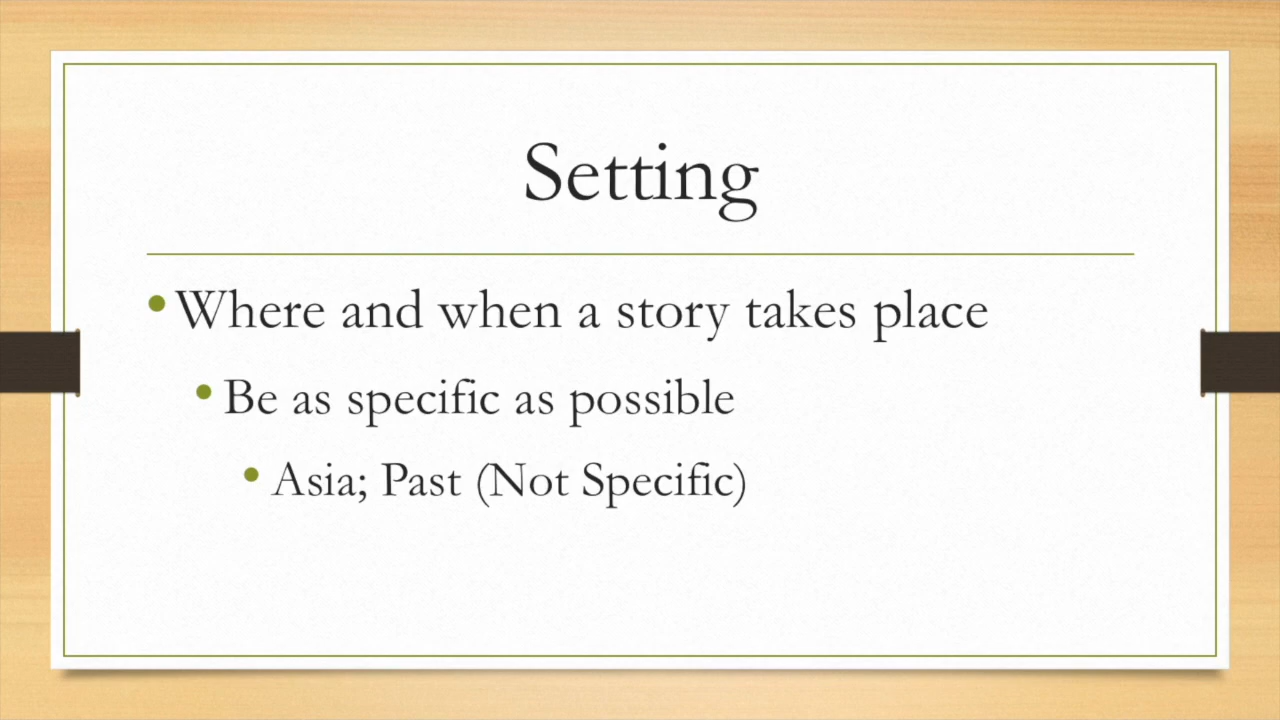 Setting
• Where and when a story takes place
• Be as specific as possible
• Asia; Past (Not Specific)